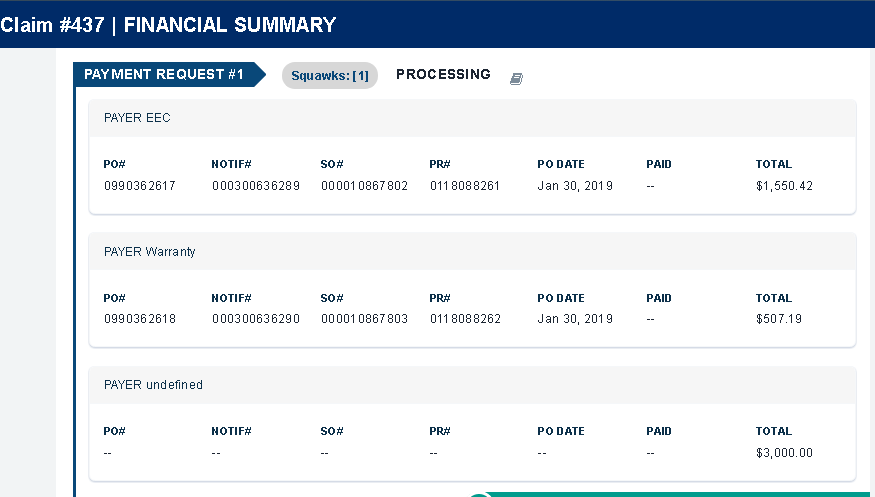 Claim #437 | FINANCIAL SUMMARY
PAYMENT REQUEST #1 Squawks: [1] PROCESSING
PAYER EEC
PO# NOTIF# SO# PR# PO DATE PAID TOTAL
0990362617 000300636289 000010867802 0118088261 Jan 30, 2019 -- $1,550.42
PAYER Warranty
PO# NOTIF# SO# PR# PO DATE PAID TOTAL
0990362618 000300636290 000010867803 0118088262 Jan 30, 2019 -- $507.19
PAYER undefined
PO# NOTIF# SO# PR# PO DATE PAID TOTAL
-- -- -- -- -- -- $3,000.00